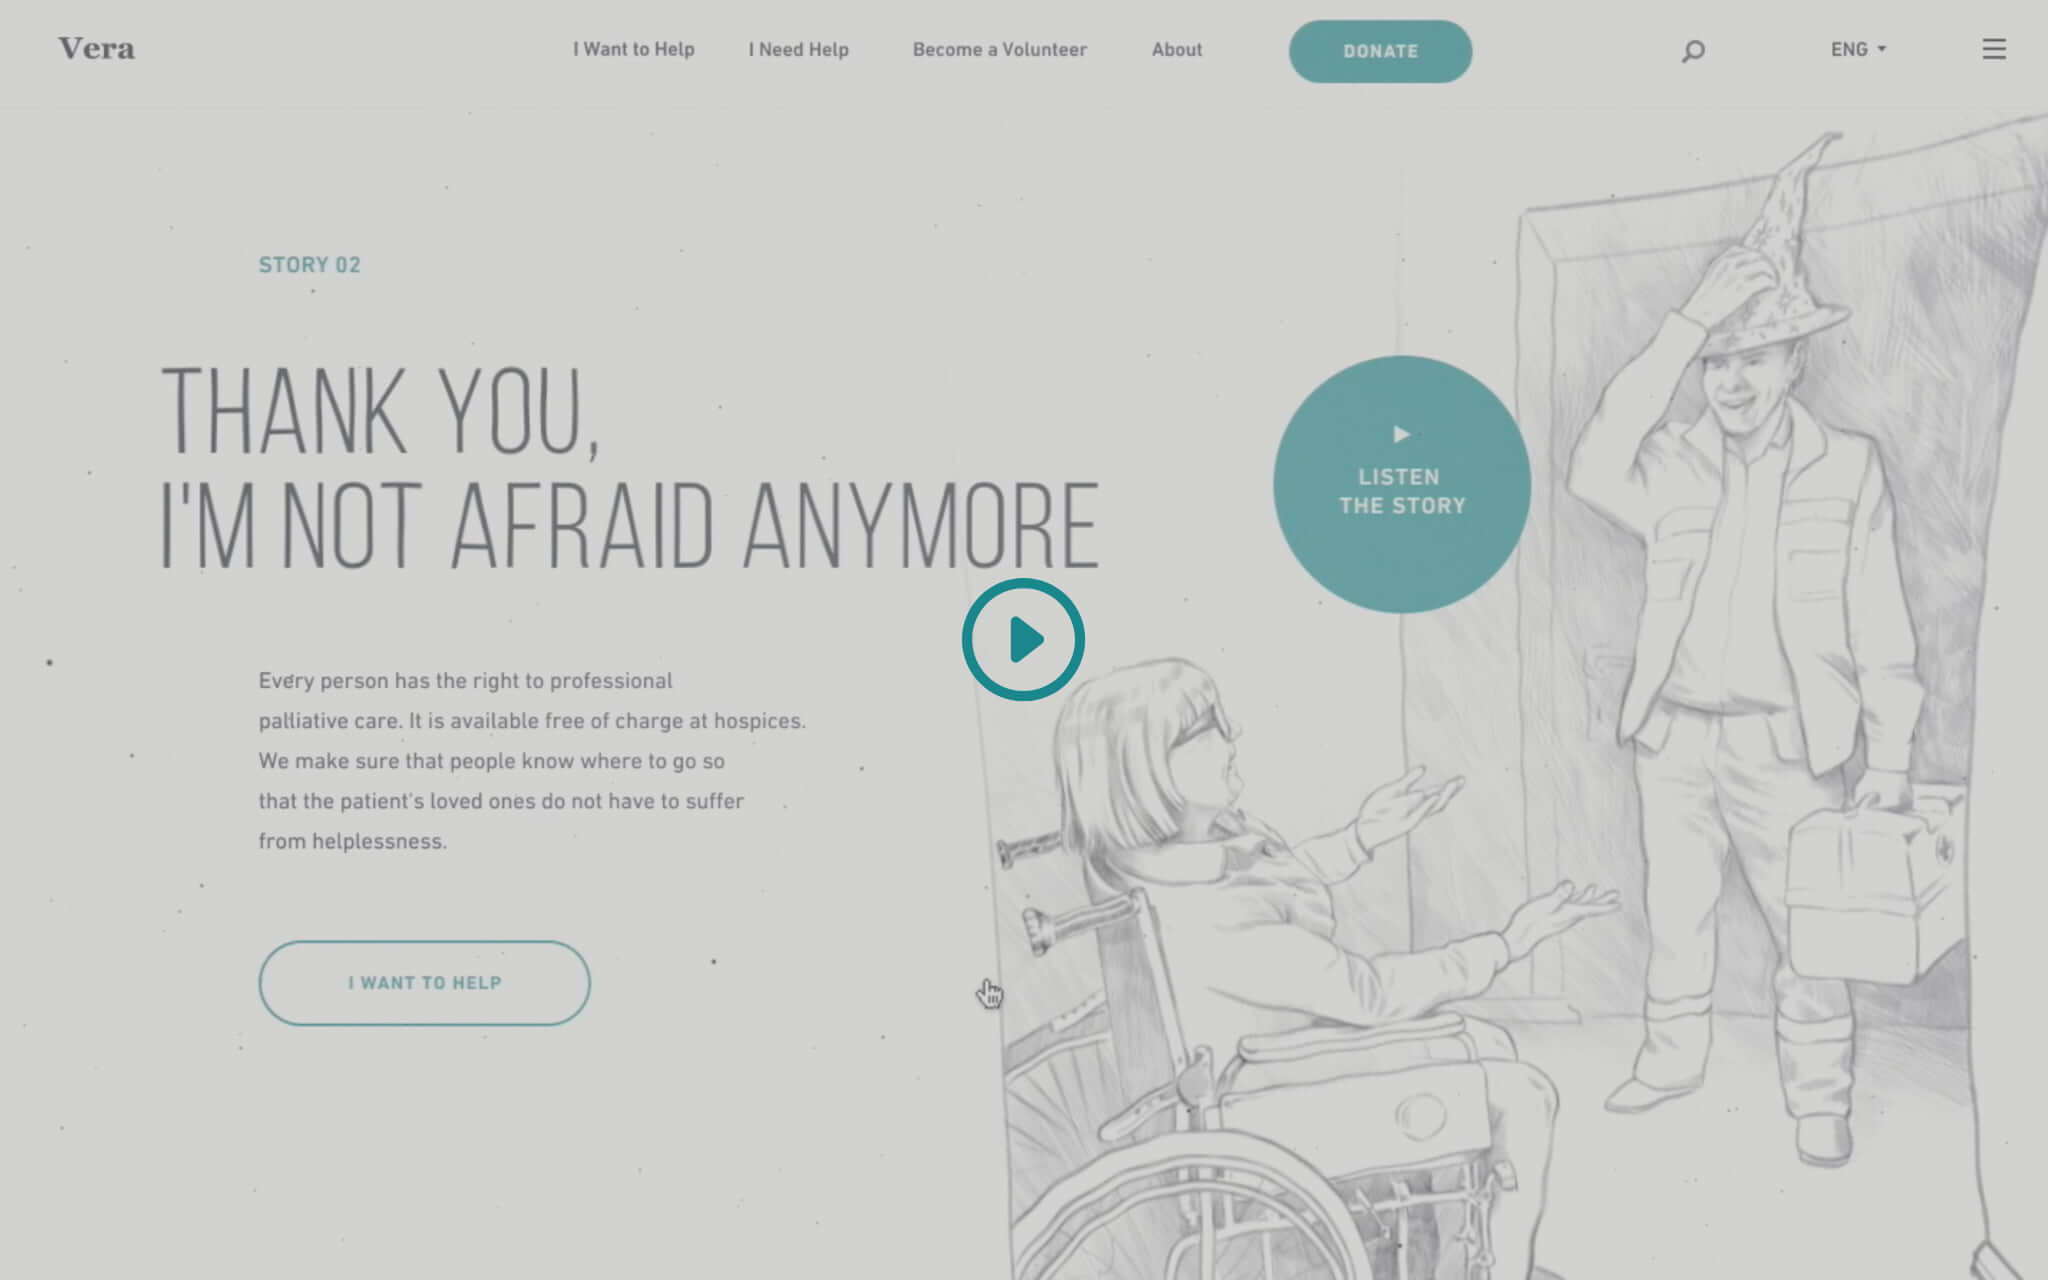 Vera
I Want to Help
I Need Help
Become a Volunteer
About
DONATE
ENG
STORY 02
THANK YOU,
I'M NOT AFRAID ANYMORE
LISTEN
THE STORY
Every person has the right to professional
palliative care. It is available free of charge at hospices.
We make sure that people know where to go so
that the patient's loved ones do not have to suffer
from helplessness.
I WANT TO HELP